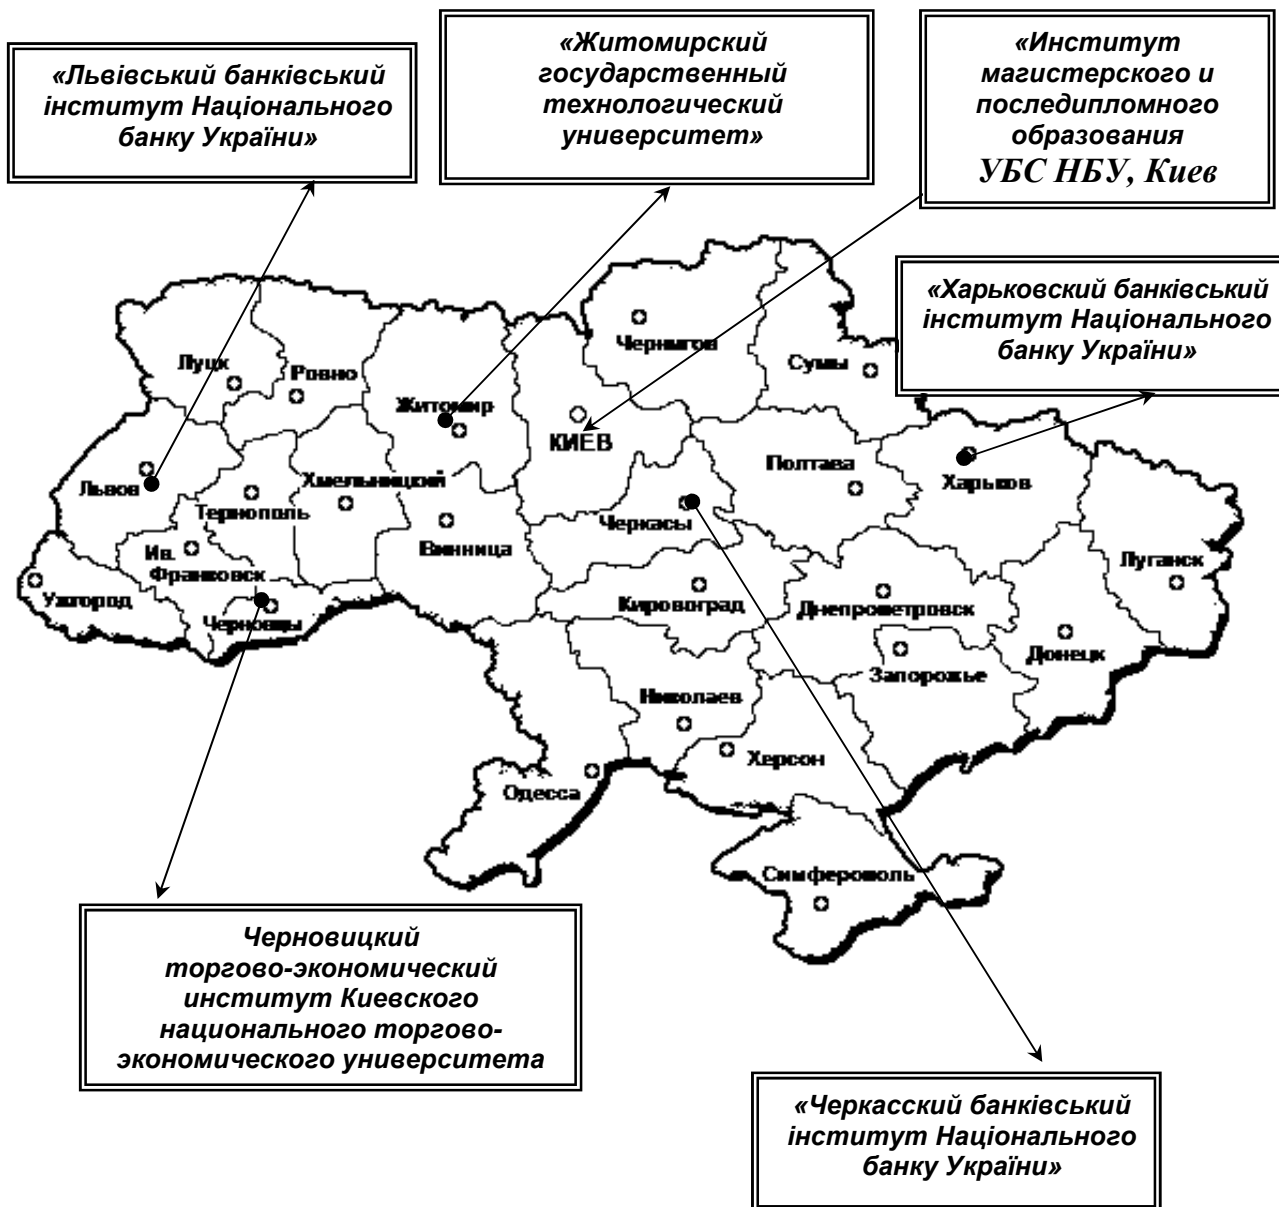 «Львівський банківський
інститут Національного
банку України»
«Житомирский
государственный
технологический
университет»
«Институт
магистерского и
последипломного
образования
УБС НБУ, Киев
«Харьковский банківський
інститут Національного
банку України»
Чернигов
Сумы
Луцк
Ровно
Житомир
КИЕВ
Полтава
Харьков
Львов
Хмельницкий
Тернополь
Черкасы
Винница
Ив.
Франковск
Луганск
Ужгород
Черновцы
Кировоград
Днепрометровск
Донецк
Запорожье
Николаев
Херсон
Одесса
Симферополь
Черновицкий
торгово-экономический
институт Киевского
национального торгово-
экономического университета
«Черкасский банківський
інститут Національного
банку України»